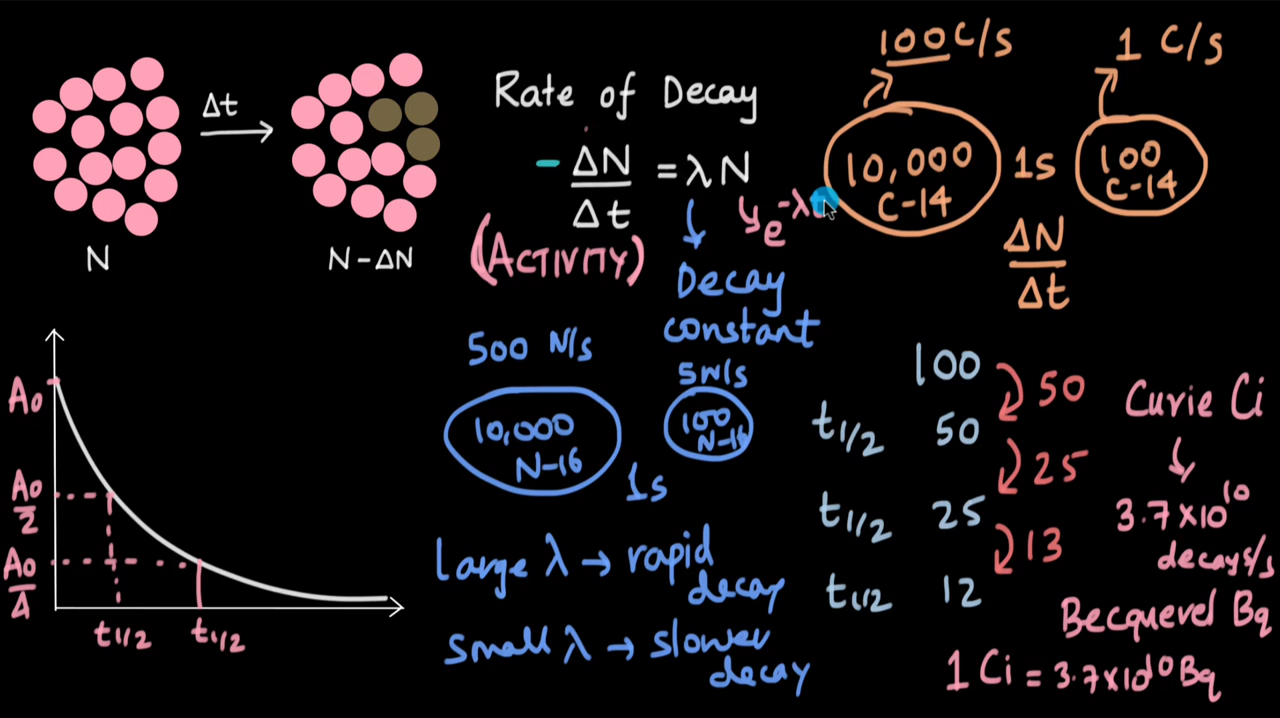 Δt
N
N-ΔN
Rate of Decay
- ΔN/Δt = λN
(ACTIVITY)
e^-λ
Decay
constant
100 C/s
1 C/s
10,000
C-14
1s
100
C-14
ΔN/Δt
500 N/s
5N/s
10,000
N-16
1s
100
large λ → rapid
decay
small λ → slower
decay
A₀
A₀/2
A₀/4
t1/2
t1/2
100
50
t1/2 50
25
t1/2 25
13
t1/2 12
Curie Ci
3.7×10^10
decays/s
Becquerel Bq
1 Ci = 3.7×10^10 Bq